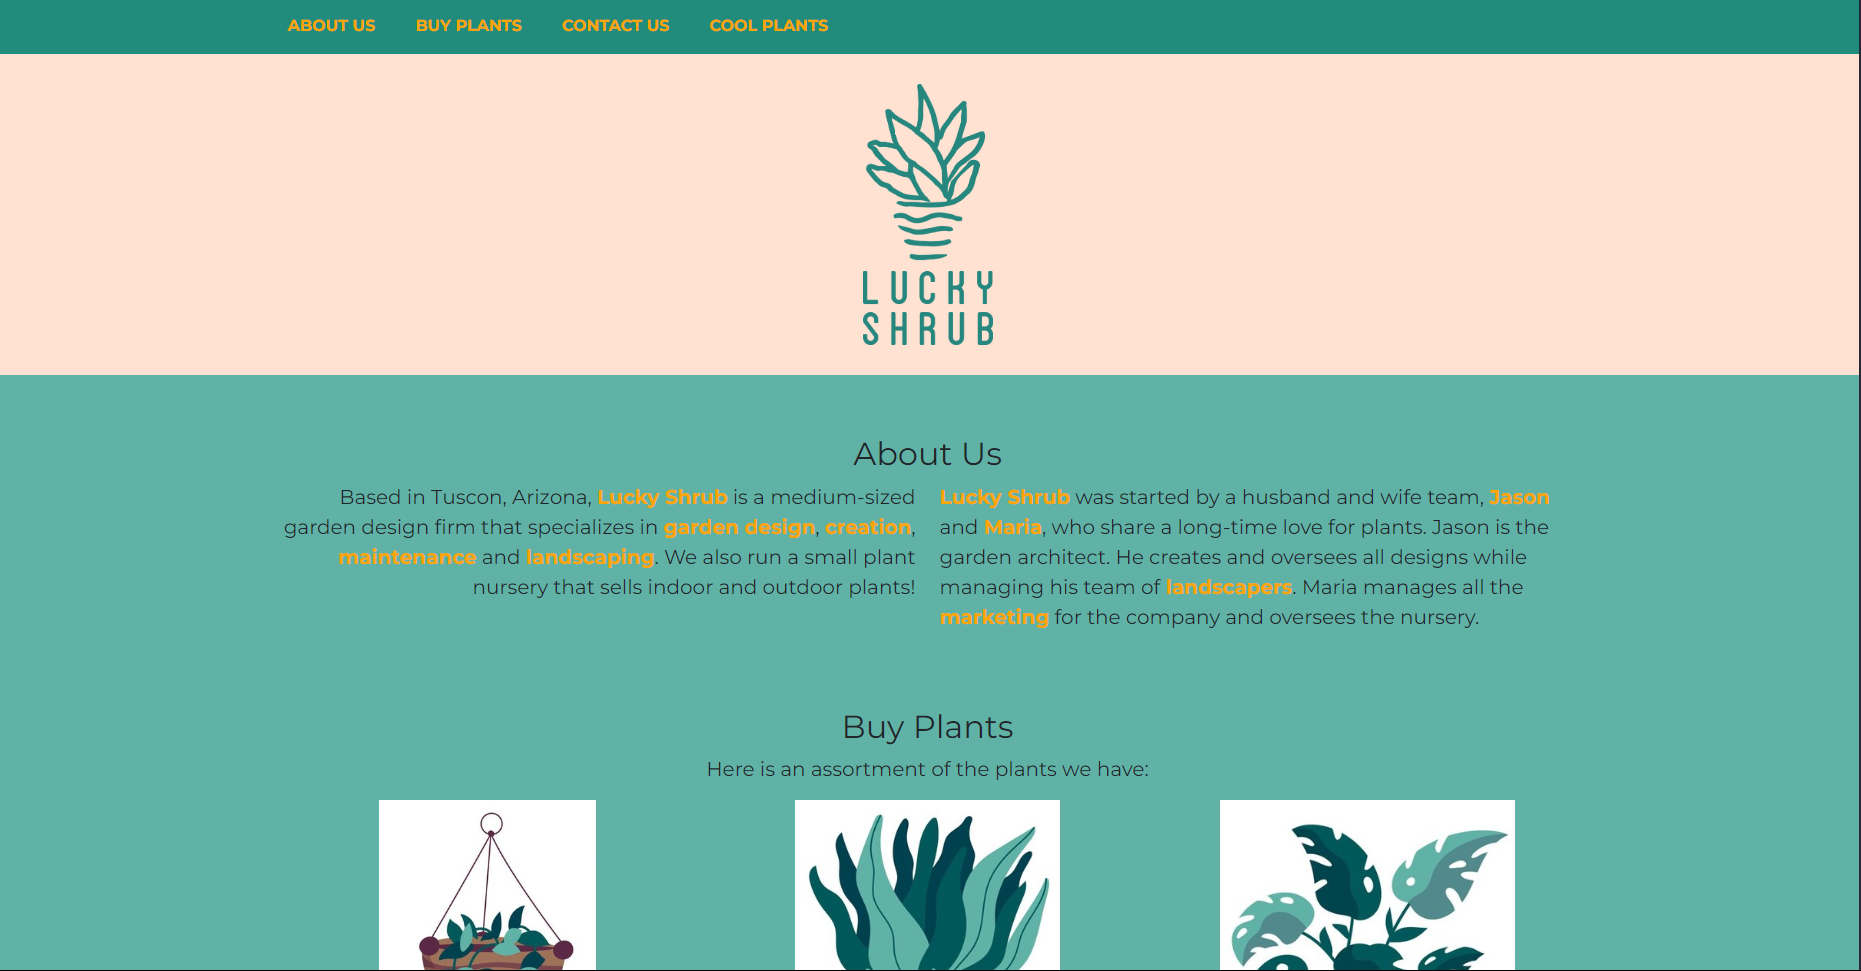 ABOUT US BUY PLANTS CONTACT US COOL PLANTS
LUCKY
SHRUB
About Us
Based in Tuscon, Arizona, Lucky Shrub is a medium-sized
garden design firm that specializes in garden design, creation,
maintenance and landscaping. We also run a small plant
nursery that sells indoor and outdoor plants!
Lucky Shrub was started by a husband and wife team, Jason
and Maria, who share a long-time love for plants. Jason is the
garden architect. He creates and oversees all designs while
managing his team of landscapers. Maria manages all the
marketing for the company and oversees the nursery.
Buy Plants
Here is an assortment of the plants we have: